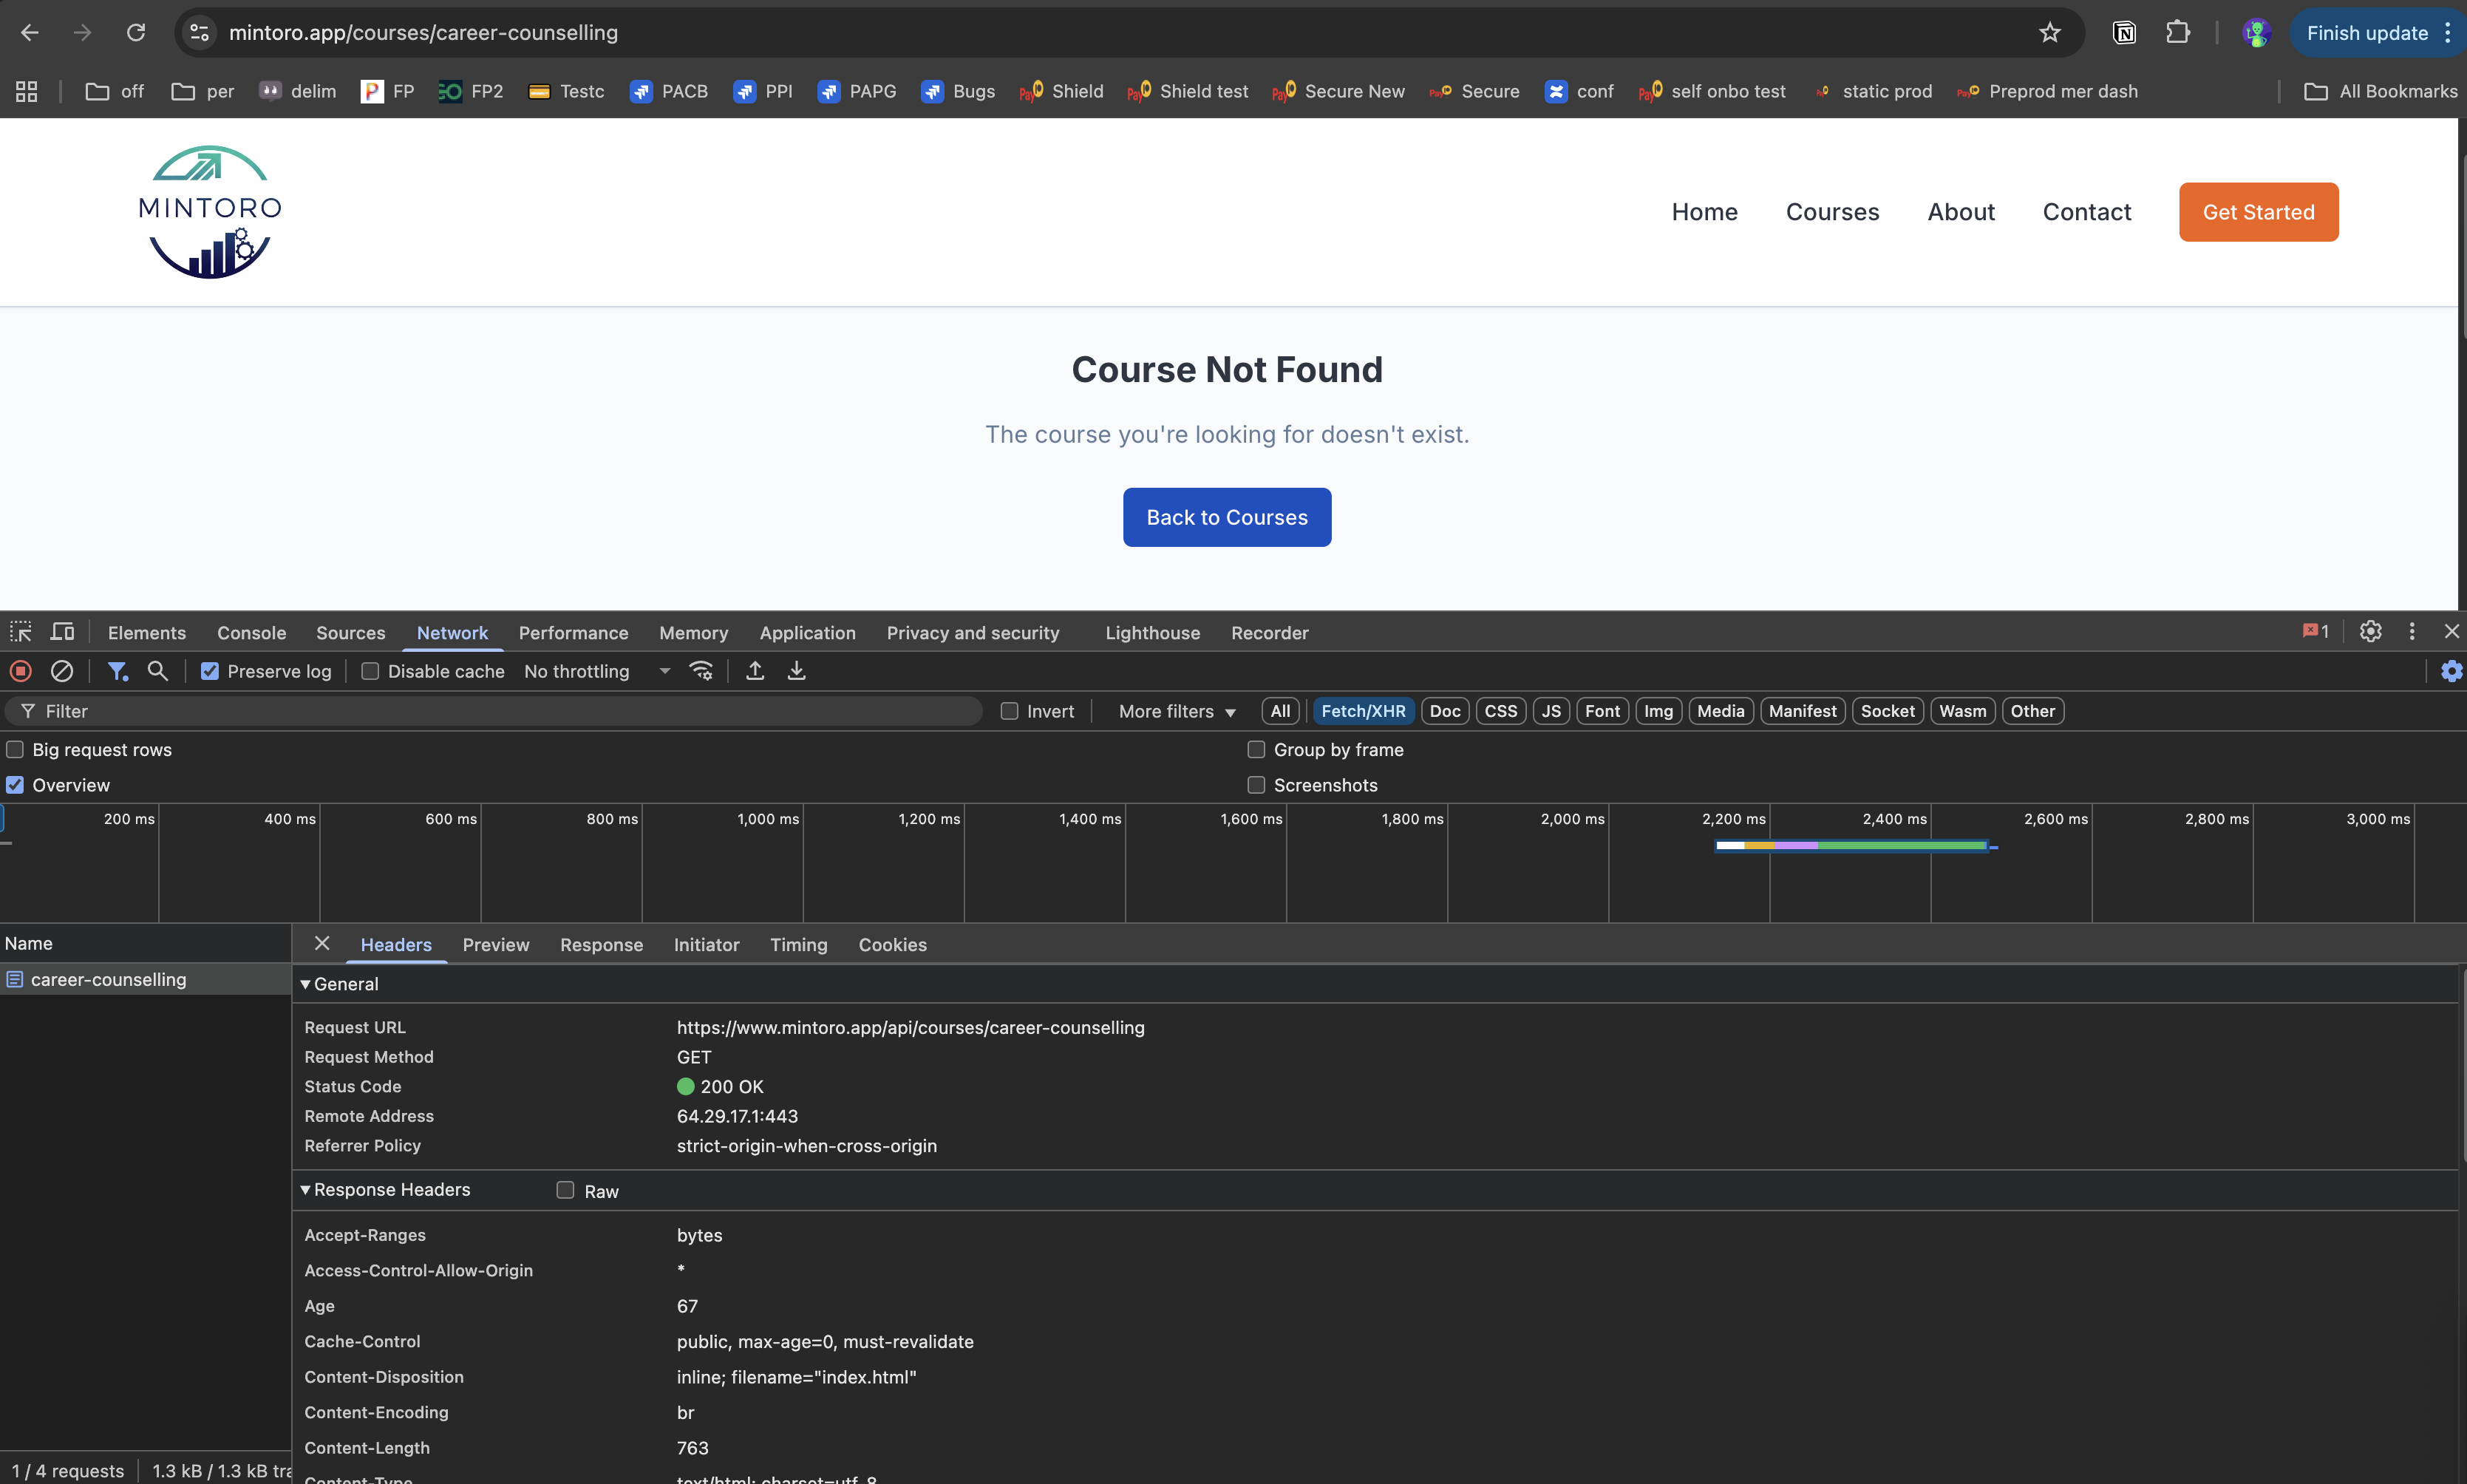 mintoro.app/courses/career-counselling
Finish update
off per delim FP FP2 Testc PACB PPI PAPG Bugs Shield Shield test Secure New Secure conf self onbo test static prod Preprod mer dash All Bookmarks
MINTORO
Home Courses About Contact Get Started
Course Not Found
The course you're looking for doesn't exist.
Back to Courses
Elements Console Sources Network Performance Memory Application Privacy and security Lighthouse Recorder 1
Preserve log Disable cache No throttling
Filter Invert More filters All Fetch/XHR Doc CSS JS Font Img Media Manifest Socket Wasm Other
Big request rows Group by frame
Overview Screenshots
200 ms 400 ms 600 ms 800 ms 1,000 ms 1,200 ms 1,400 ms 1,600 ms 1,800 ms 2,000 ms 2,200 ms 2,400 ms 2,600 ms 2,800 ms 3,000 ms
Name Headers Preview Response Initiator Timing Cookies
career-counselling
General
Request URL https://www.mintoro.app/api/courses/career-counselling
Request Method GET
Status Code 200 OK
Remote Address 64.29.17.1:443
Referrer Policy strict-origin-when-cross-origin
Response Headers Raw
Accept-Ranges bytes
Access-Control-Allow-Origin *
Age 67
Cache-Control public, max-age=0, must-revalidate
Content-Disposition inline; filename="index.html"
Content-Encoding br
Content-Length 763
Content-Type text/html; charset=utf-8
1 / 4 requests 1.3 kB / 1.3 kB tra